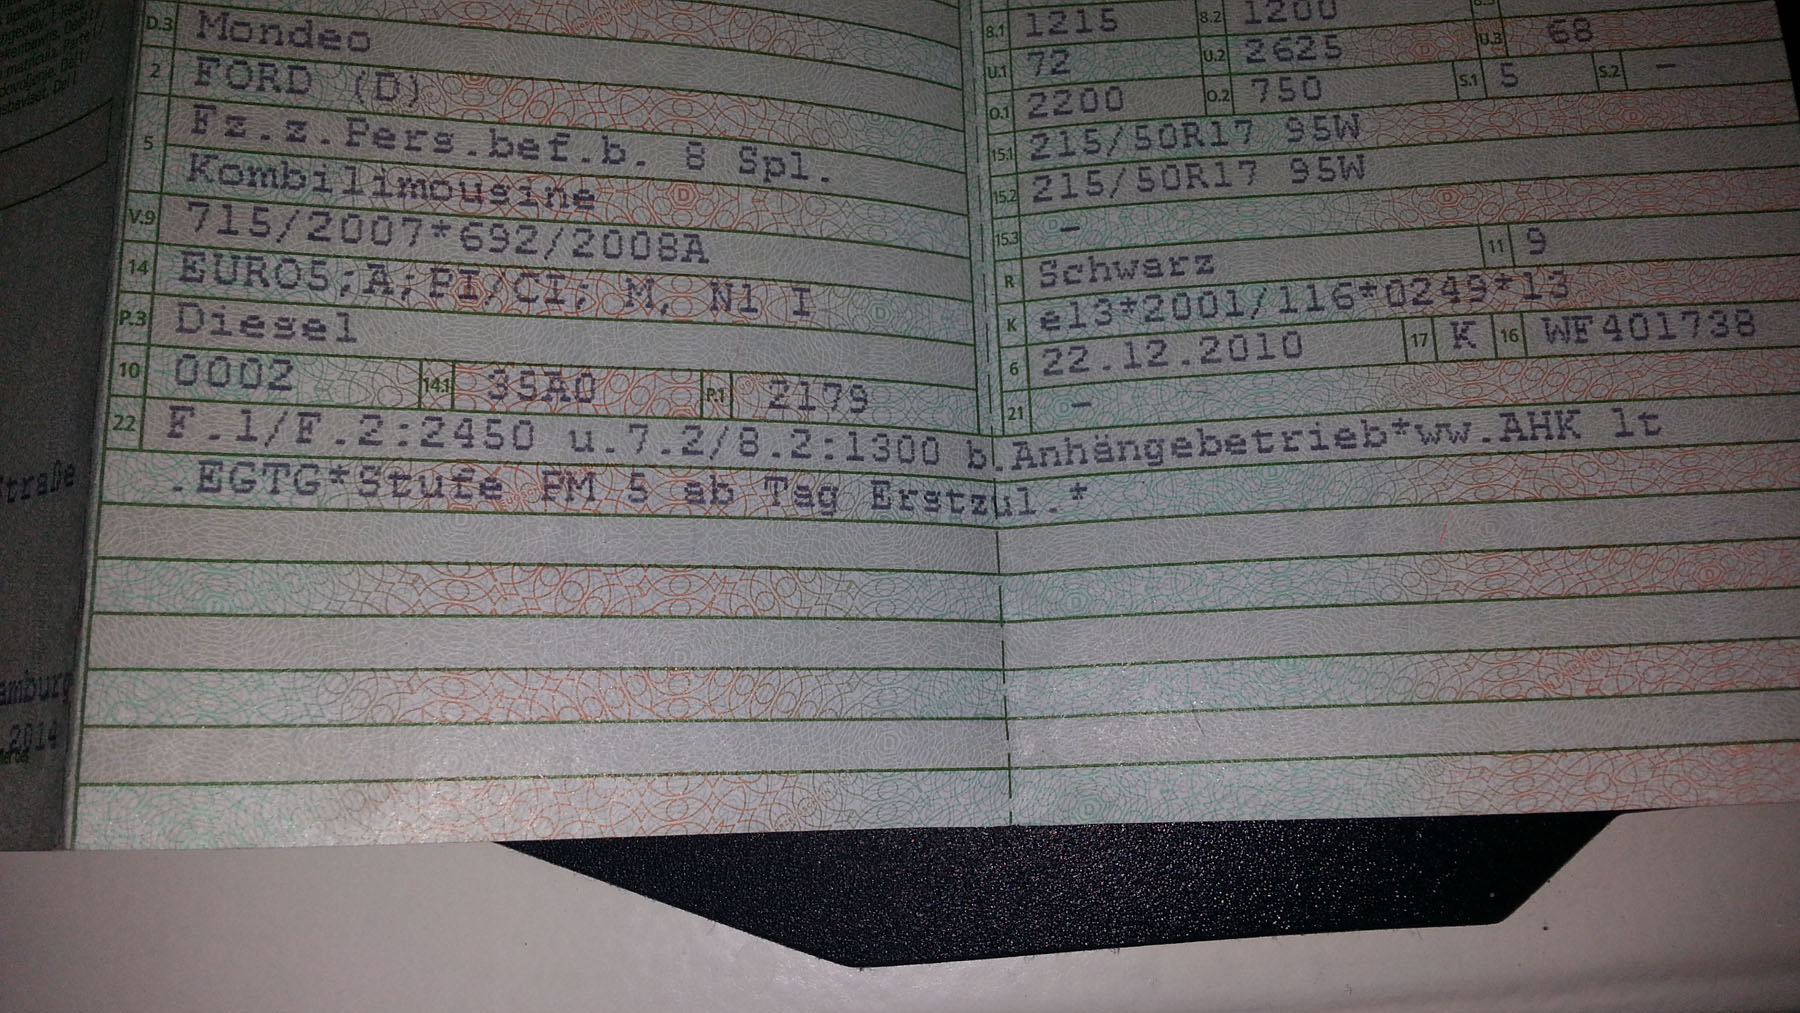 D.3 Mondeo
2 FORD (D)
5 Fz.z.Pers.bef.b. 8 Spl.
Kombilimousine
V.9 715/2007*692/2008A
14 EURO5;A;PI/CI; M, N1 I
P.3 Diesel
10 0002 14.1 35A0 P.1 2179
8.1 1215 8.2 1200
U.1 72 U.2 2625 U.3 68
O.1 2200 O.2 750 S.1 5 S.2 -
15.1 215/50R17 95W
15.2 215/50R17 95W
15.3 -
R Schwarz 11 9
K e13*2001/116*0249*13
6 22.12.2010 17 K 16 WF401738
21 -
22 F.1/F.2:2450 u.7.2/8.2:1300 b.Anhängebetrieb*ww.AHK lt
.EGTG*Stufe PM 5 ab Tag Erstzul.*
traße
amburg
.2014